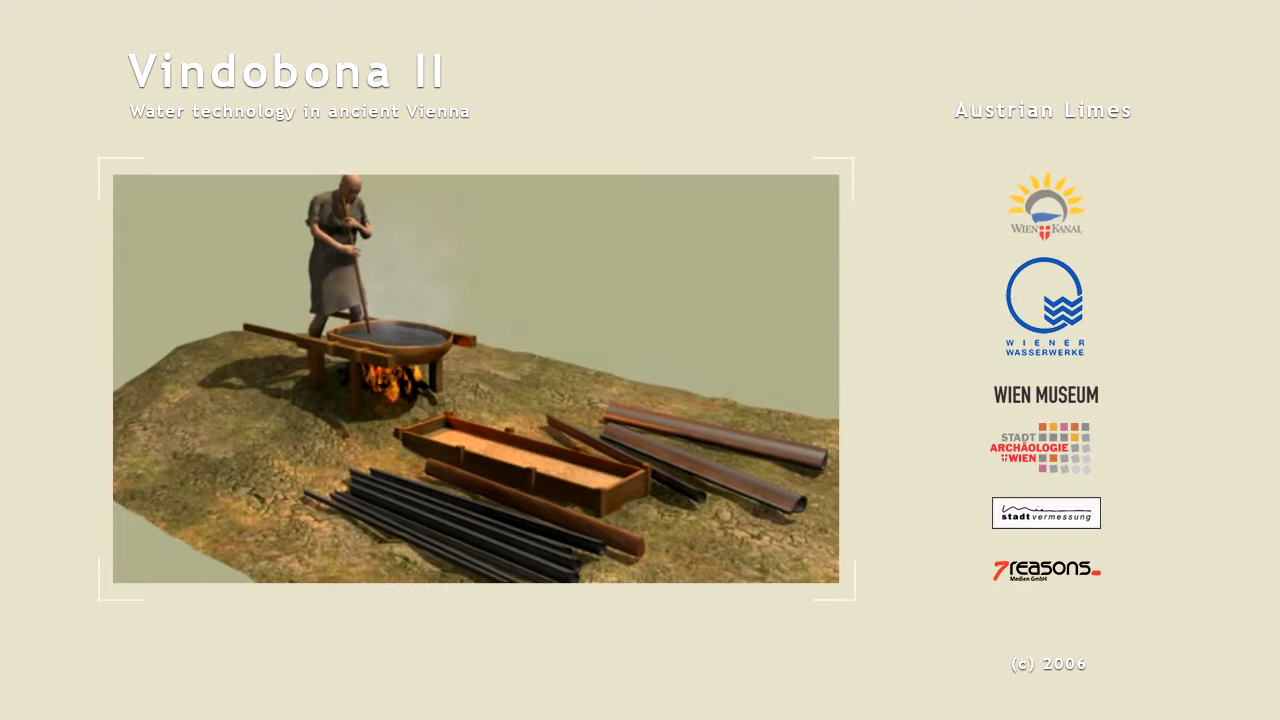 Vindobona II
Water technology in ancient Vienna
Austrian Limes
WIEN KANAL
WIENER
WASSERWERKE
WIEN MUSEUM
STADT
ARCHÄOLOGIE
WIEN
stadtvermessung
7reasons
Medien GmbH
(c) 2006